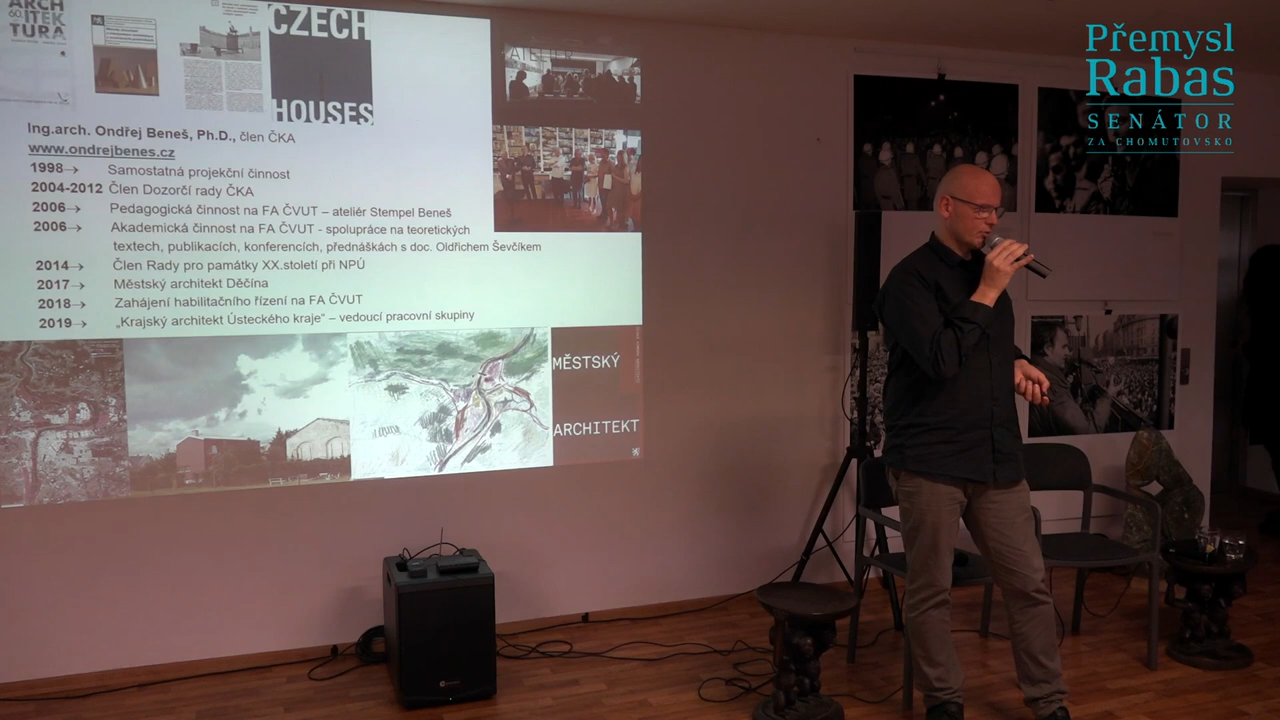 ARCH
60ITEK
TURA
CZECH
HOUSES
ATELIÉR
Ing.arch. Ondřej Beneš, Ph.D., člen ČKA
www.ondrejbenes.cz
1998→ Samostatná projekční činnost
2004-2012 Člen Dozorčí rady ČKA
2006→ Pedagogická činnost na FA ČVUT – ateliér Stempel Beneš
2006→ Akademická činnost na FA ČVUT - spolupráce na teoretických
textech, publikacích, konferencích, přednáškách s doc. Oldřichem Ševčíkem
2014→ Člen Rady pro památky XX.století při NPÚ
2017→ Městský architekt Děčína
2018→ Zahájení habilitačního řízení na FA ČVUT
2019→ „Krajský architekt Ústeckého kraje" – vedoucí pracovní skupiny
MĚSTSKÝ
ARCHITEKT
Přemysl
Rabas
SENÁTOR
ZA CHOMUTOVSKO